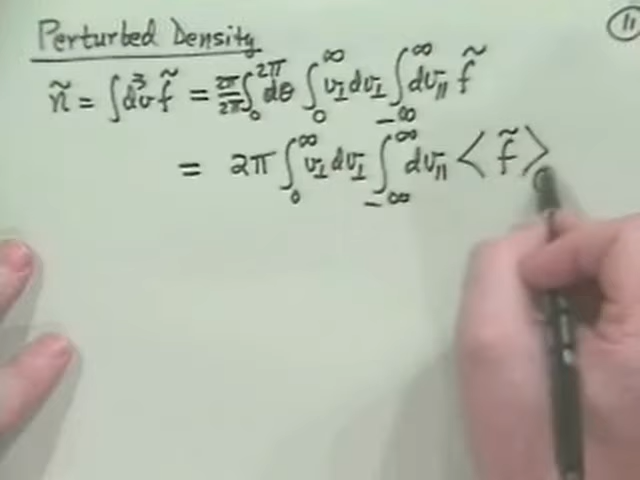 11
Perturbed Density
ñ = ∫d³v f̃ = 2π/2π ∫₀^2π dθ ∫₀^∞ v⊥dv⊥ ∫_-∞^∞ dv∥ f̃
= 2π ∫₀^∞ v⊥dv⊥ ∫_-∞^∞ dv∥ < f̃ >